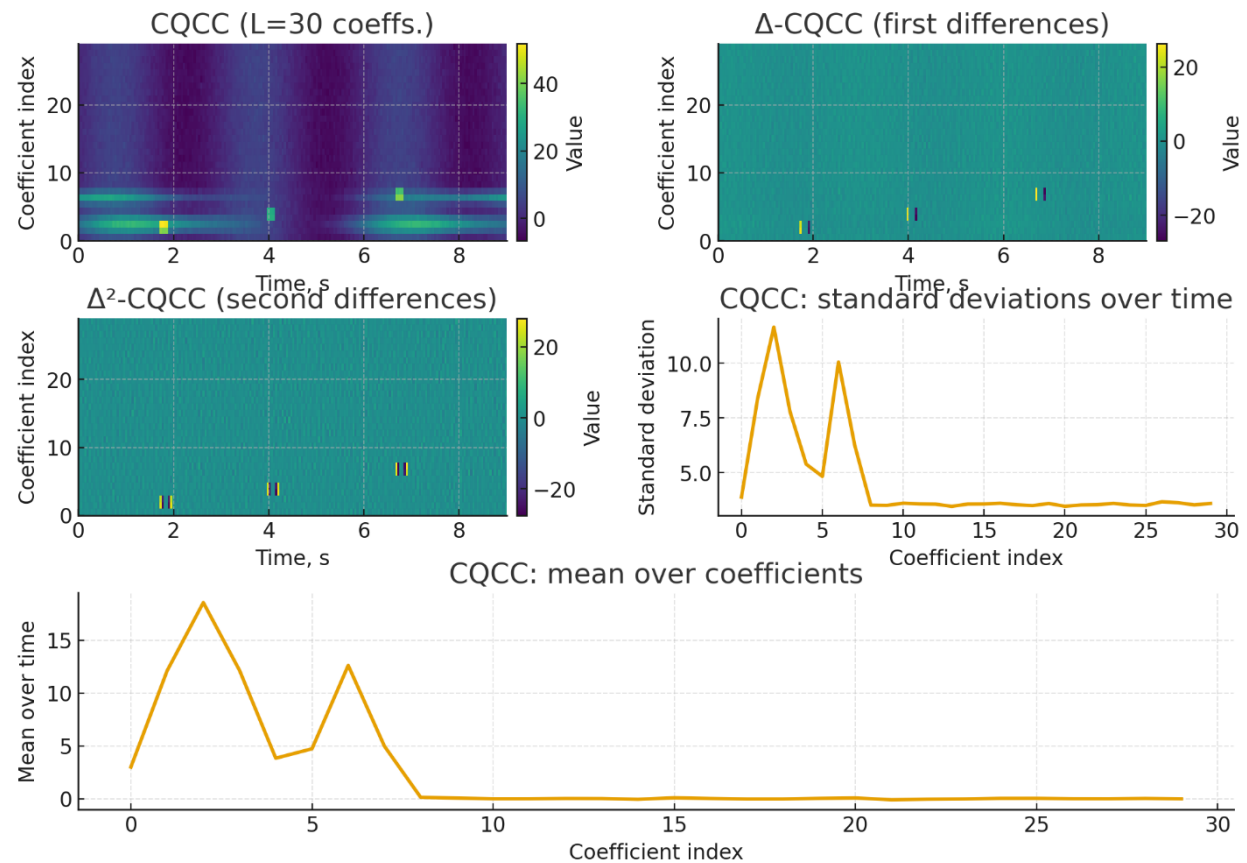 CQCC (L=30 coeffs.)
Coefficient index
20
10
0
0 2 4 6 8
Time, s
40
20
0
Value
Δ-CQCC (first differences)
Coefficient index
20
10
0
0 2 4 6 8
Time, s
20
0
−20
Value
Δ²-CQCC (second differences)
Coefficient index
20
10
0
0 2 4 6 8
Time, s
20
0
−20
Value
CQCC: standard deviations over time
Standard deviation
10.0
7.5
5.0
0 5 10 15 20 25 30
Coefficient index
CQCC: mean over coefficients
Mean over time
15
10
5
0
0 5 10 15 20 25 30
Coefficient index